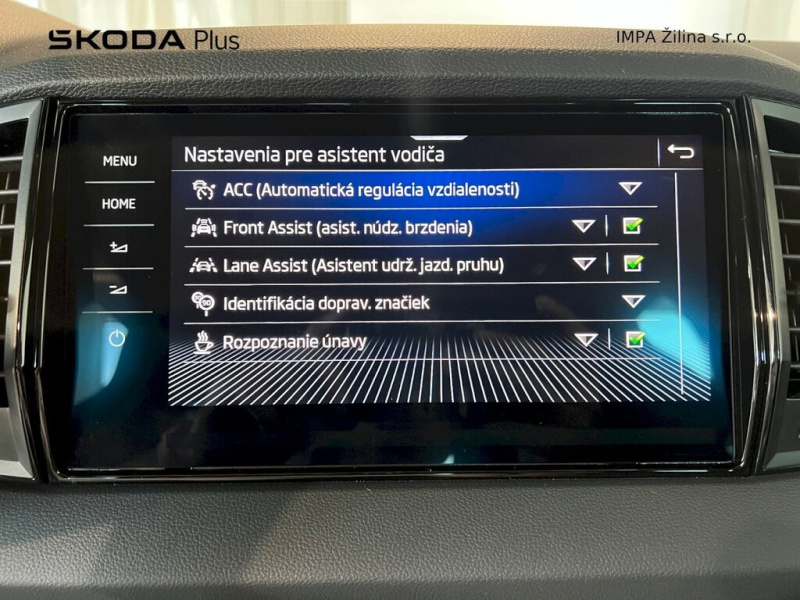 SKODA Plus
IMPA Žilina s.r.o.
MENU
HOME
Nastavenia pre asistent vodiča
ACC (Automatická regulácia vzdialenosti)
Front Assist (asist. núdz. brzdenia)
Lane Assist (Asistent udrž. jazd. pruhu)
90
Identifikácia doprav. značiek
Rozpoznanie únavy